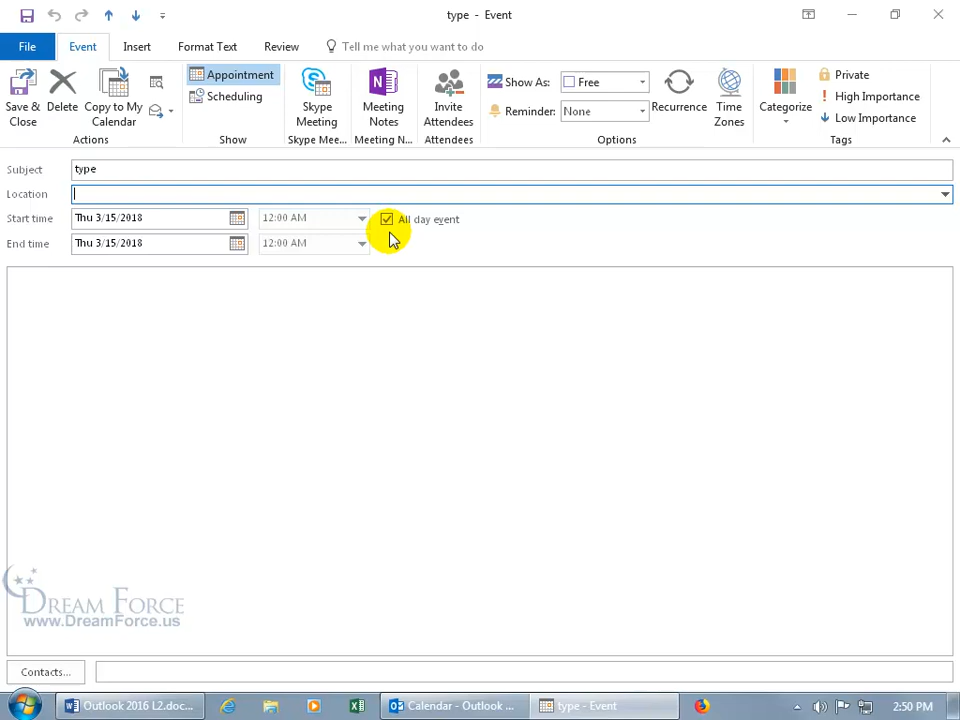 type - Event
File Event Insert Format Text Review Tell me what you want to do
Save & Close
Delete
Copy to My Calendar
Actions
Appointment
Scheduling
Show
Skype Meeting
Skype Mee...
Meeting Notes
Meeting N...
Invite Attendees
Attendees
Show As: Free
Reminder: None
Recurrence
Time Zones
Options
Categorize
Private
High Importance
Low Importance
Tags
Subject type
Location
Start time Thu 3/15/2018 12:00 AM All day event
End time Thu 3/15/2018 12:00 AM
DREAM FORCE
www.DreamForce.us
Contacts...
Outlook 2016 L2.doc... Calendar - Outlook ... type - Event 2:50 PM